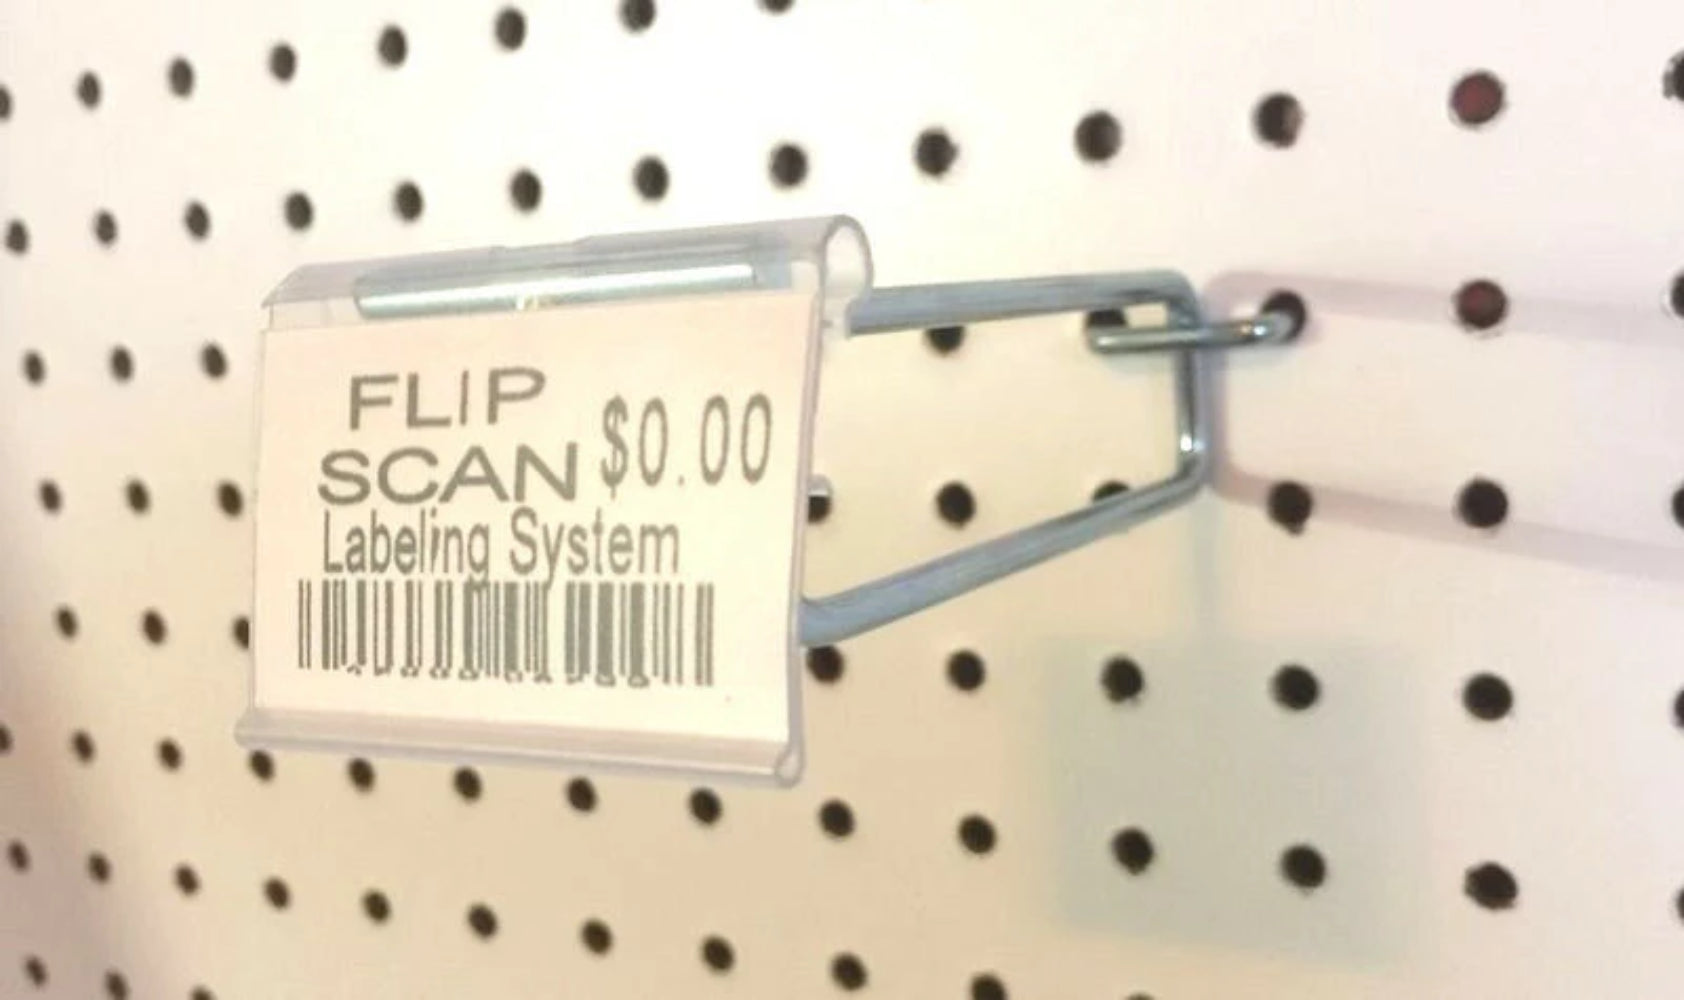 FLIP
SCAN $0.00
Labeling System